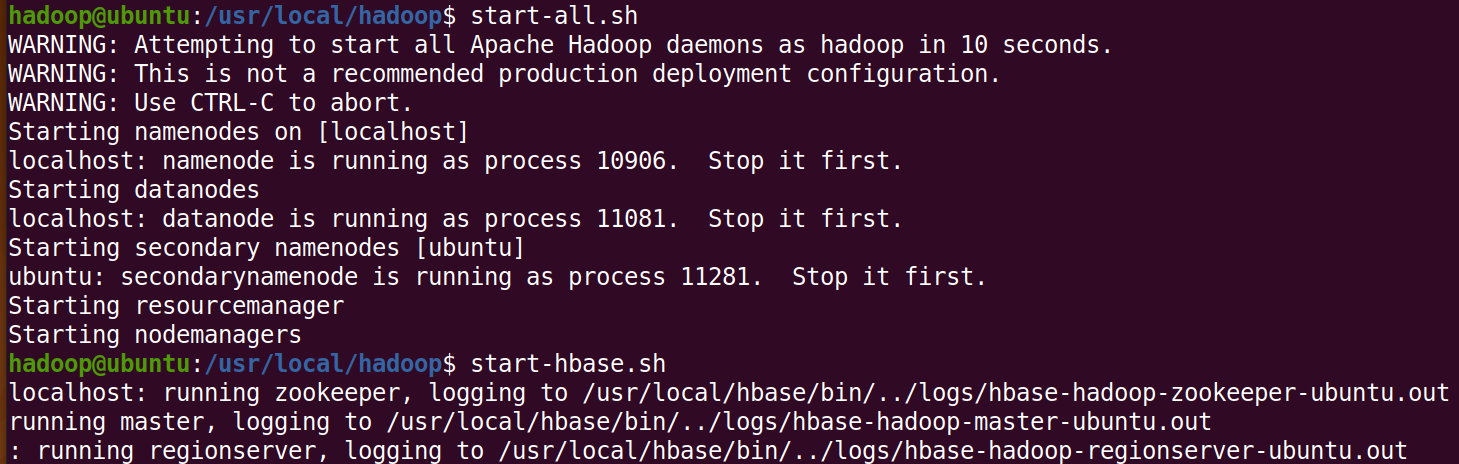 hadoop@ubuntu:/usr/local/hadoop$ start-all.sh
WARNING: Attempting to start all Apache Hadoop daemons as hadoop in 10 seconds.
WARNING: This is not a recommended production deployment configuration.
WARNING: Use CTRL-C to abort.
Starting namenodes on [localhost]
localhost: namenode is running as process 10906.  Stop it first.
Starting datanodes
localhost: datanode is running as process 11081.  Stop it first.
Starting secondary namenodes [ubuntu]
ubuntu: secondarynamenode is running as process 11281.  Stop it first.
Starting resourcemanager
Starting nodemanagers
hadoop@ubuntu:/usr/local/hadoop$ start-hbase.sh
localhost: running zookeeper, logging to /usr/local/hbase/bin/../logs/hbase-hadoop-zookeeper-ubuntu.out
running master, logging to /usr/local/hbase/bin/../logs/hbase-hadoop-master-ubuntu.out
: running regionserver, logging to /usr/local/hbase/bin/../logs/hbase-hadoop-regionserver-ubuntu.out